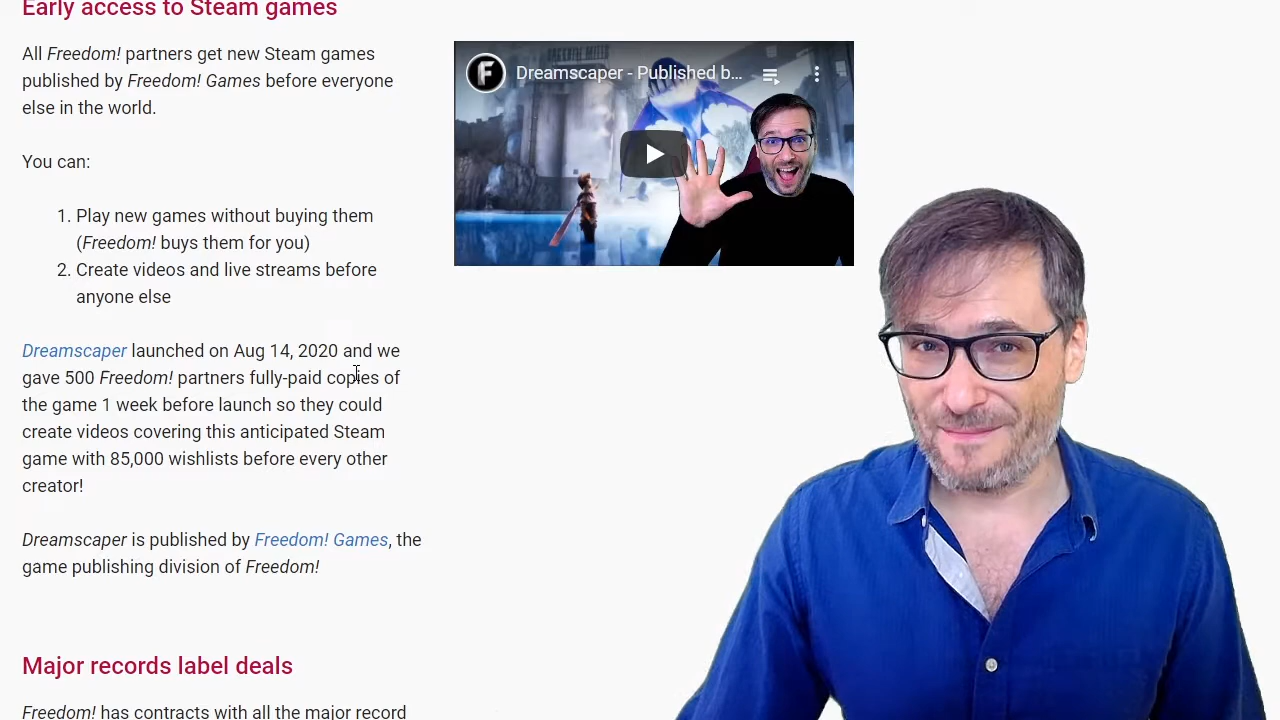 Early access to Steam games
All Freedom! partners get new Steam games
published by Freedom! Games before everyone
else in the world.
You can:
1. Play new games without buying them
(Freedom! buys them for you)
2. Create videos and live streams before
anyone else
Dreamscaper launched on Aug 14, 2020 and we
gave 500 Freedom! partners fully-paid copies of
the game 1 week before launch so they could
create videos covering this anticipated Steam
game with 85,000 wishlists before every other
creator!
Dreamscaper is published by Freedom! Games, the
game publishing division of Freedom!
Major records label deals
Freedom! has contracts with all the major record
F
Dreamscaper - Published b...